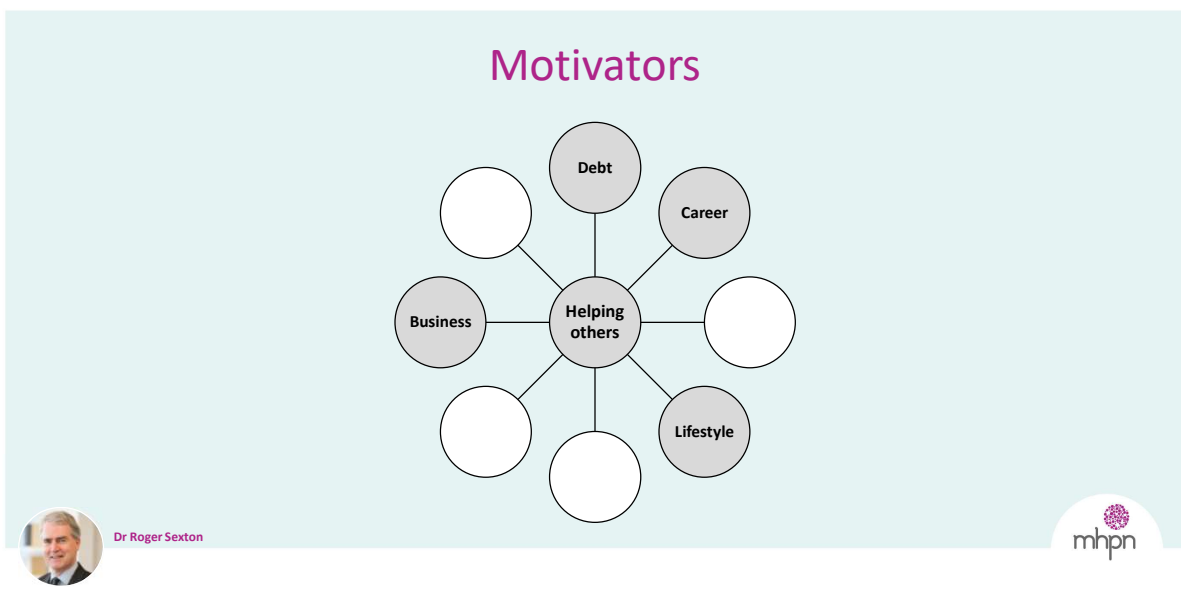 Motivators
Debt
Career
Business
Helping
others
Lifestyle
Dr Roger Sexton
mhpn